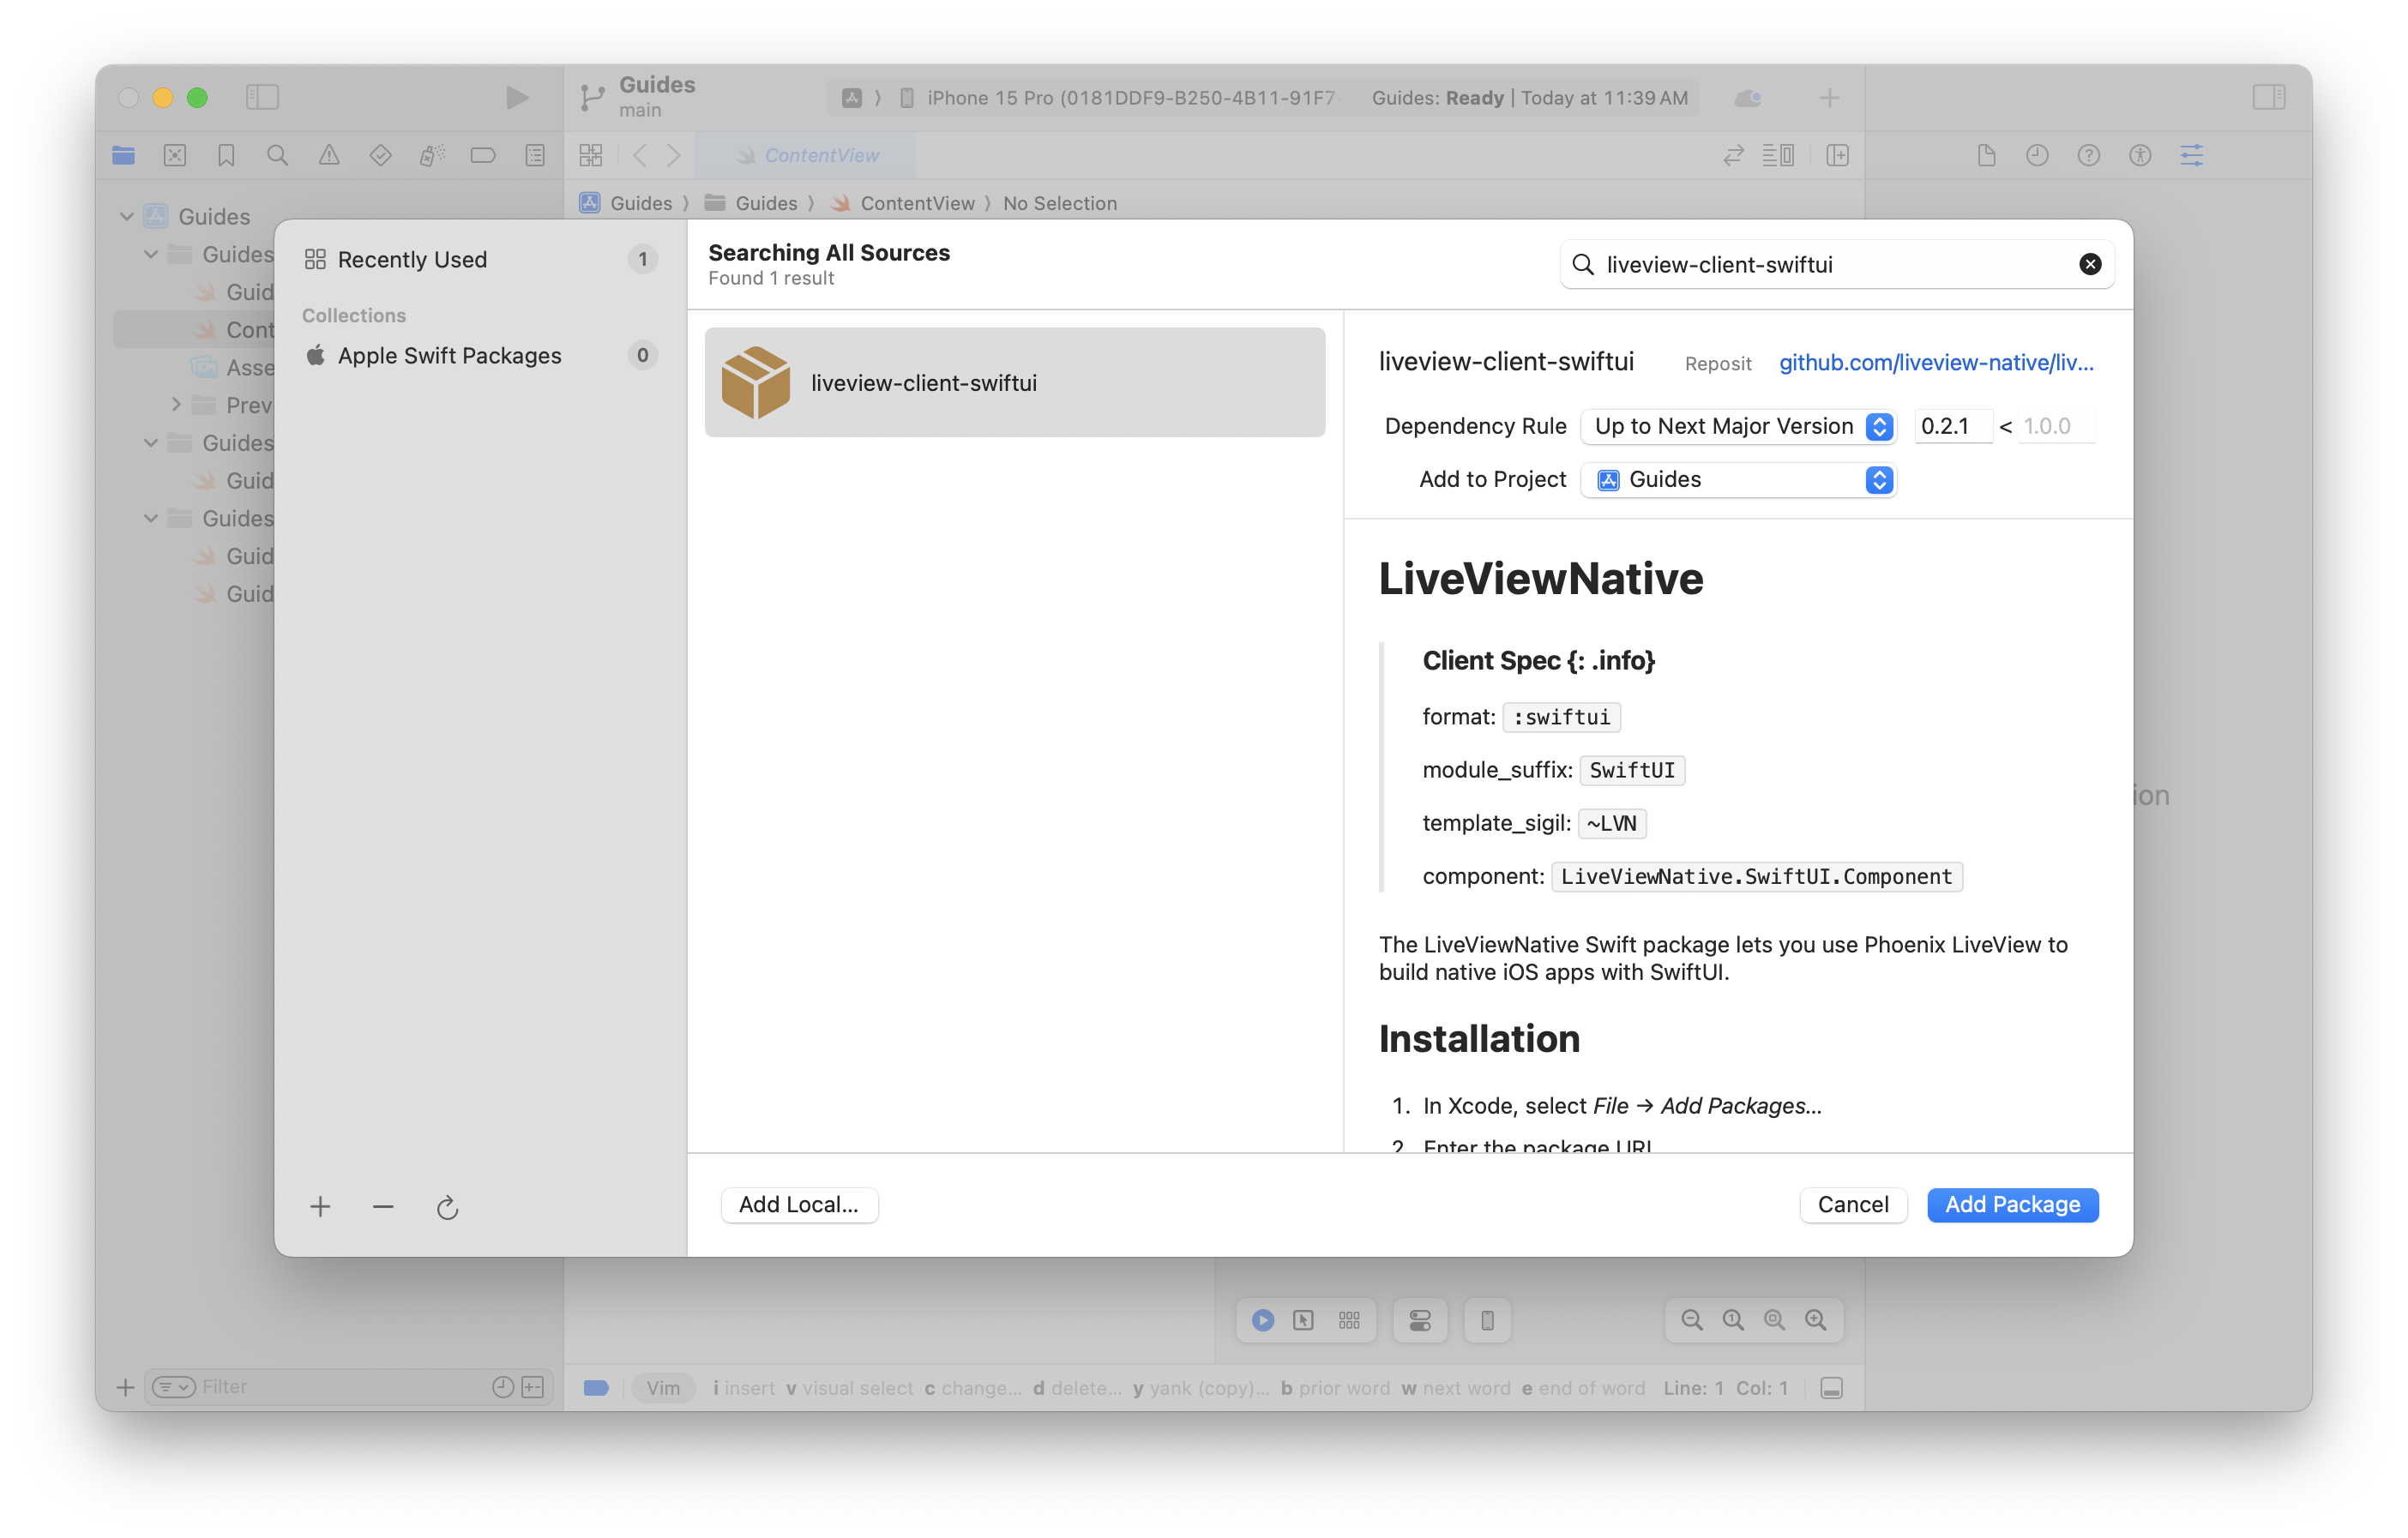 Guides
main
iPhone 15 Pro (0181DDF9-B250-4B11-91F7-
Guides: Ready | Today at 11:39 AM
ContentView
Guides
Guides
Guides
ContentView
No Selection
Guides
Guid
Cont
Asse
Prev
Guides
Guid
Guides
Guid
Guid
Recently Used
1
Collections
Apple Swift Packages
0
Searching All Sources
Found 1 result
liveview-client-swiftui
liveview-client-swiftui
liveview-client-swiftui
Reposit
github.com/liveview-native/liv...
Dependency Rule
Up to Next Major Version
0.2.1 < 1.0.0
Add to Project
Guides
LiveViewNative
Client Spec {: .info}
format: :swiftui
module_suffix: SwiftUI
template_sigil: ~LVN
component: LiveViewNative.SwiftUI.Component
The LiveViewNative Swift package lets you use Phoenix LiveView to
build native iOS apps with SwiftUI.
Installation
1. In Xcode, select File → Add Packages...
2. Enter the package URL
ion
Add Local...
Cancel
Add Package
Filter
Vim
i insert v visual select c change... d delete... y yank (copy)... b prior word w next word e end of word
Line: 1 Col: 1